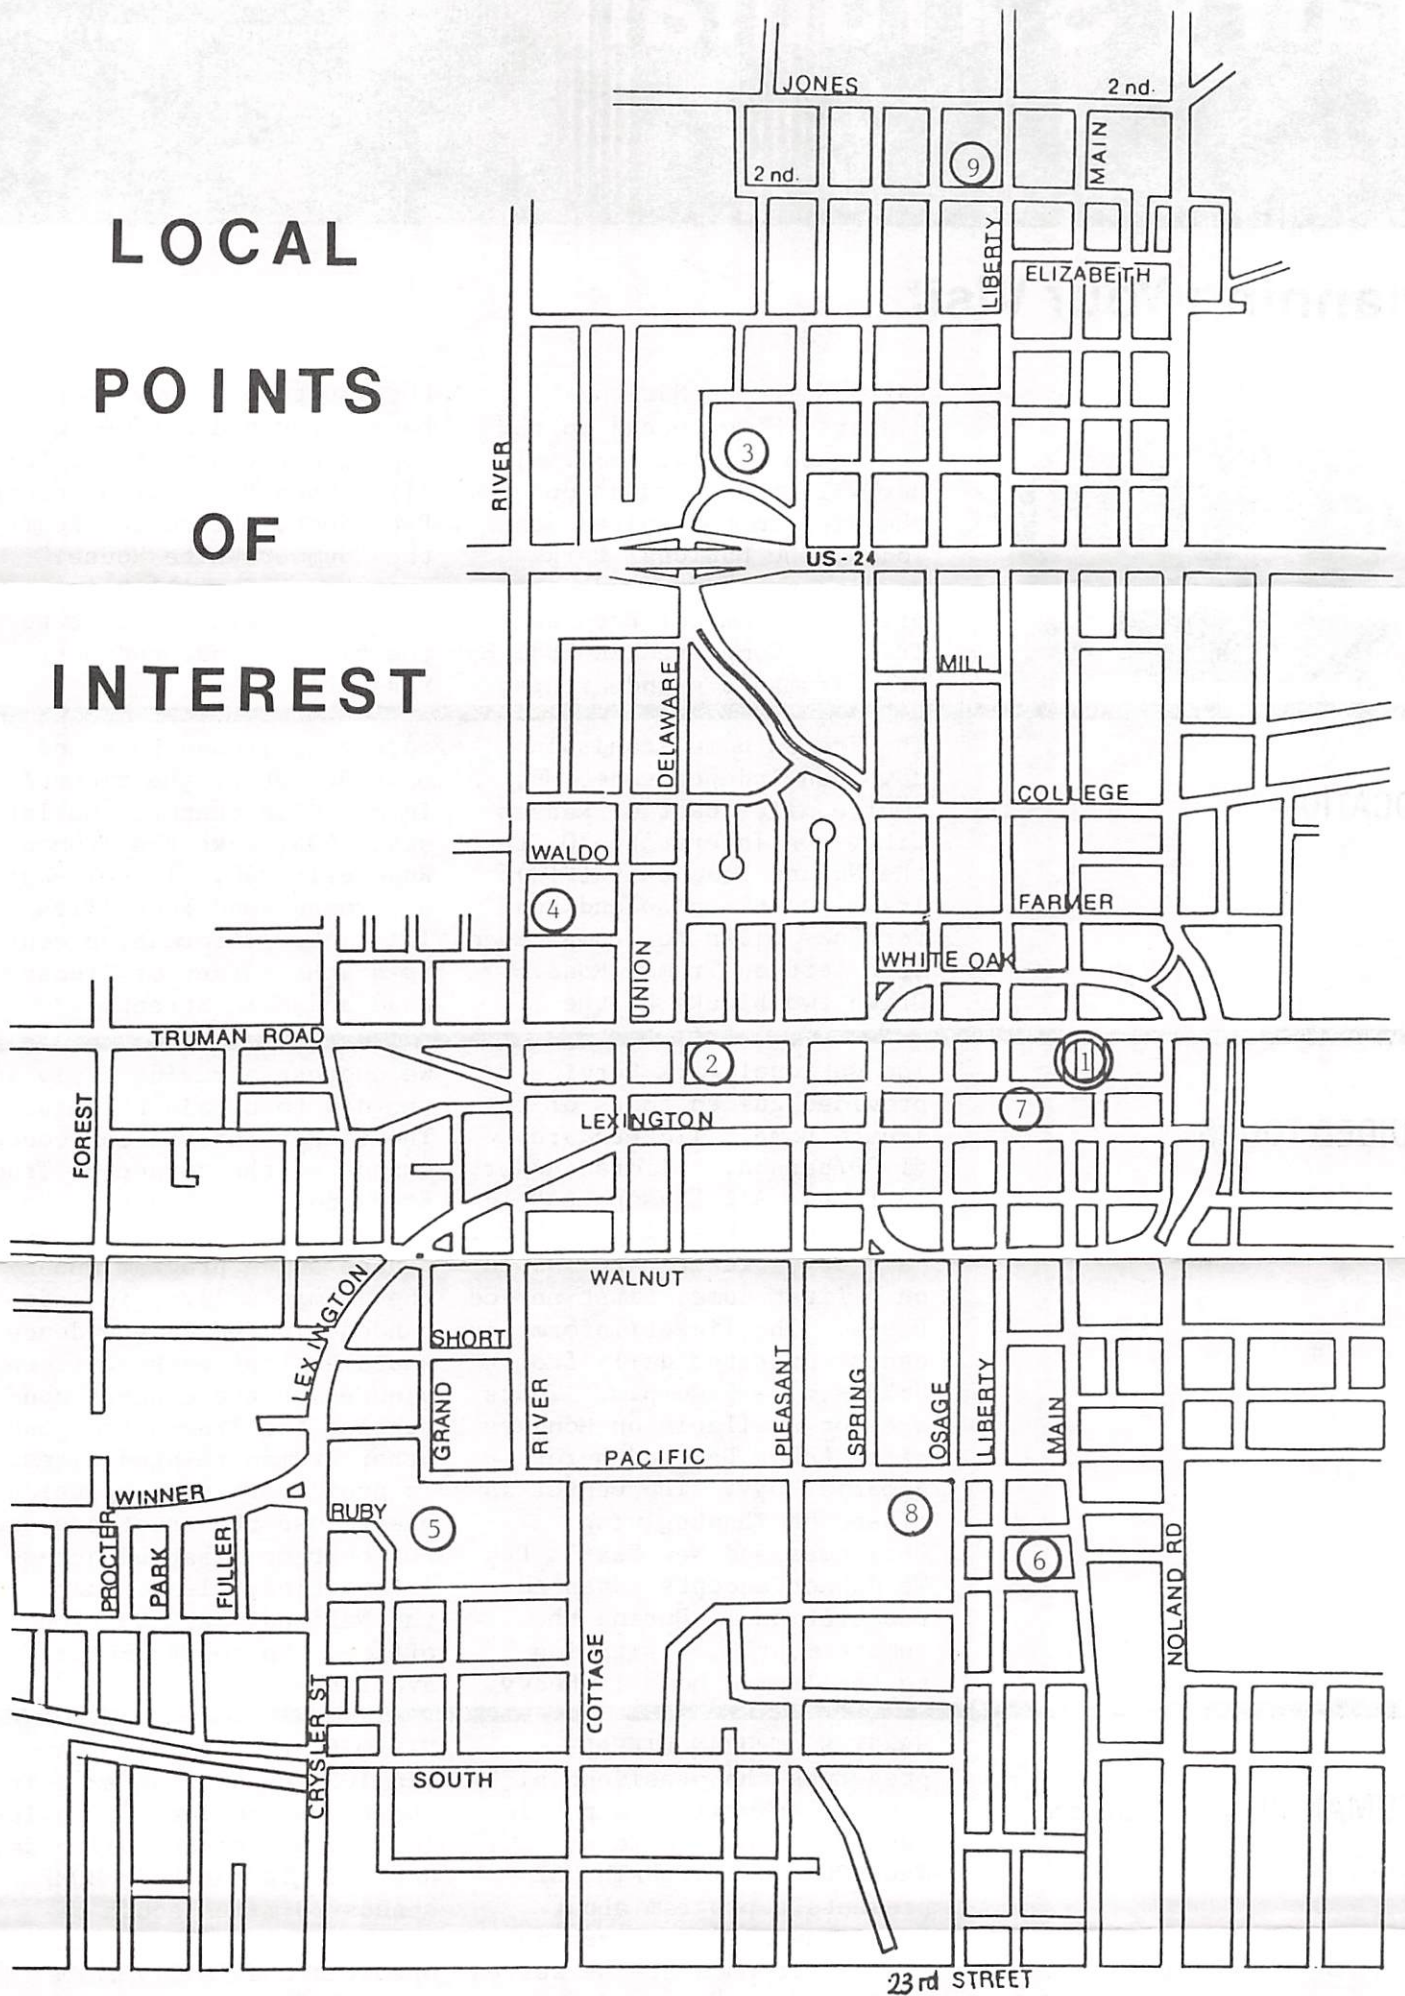 LOCAL
POINTS
OF
INTEREST
JONES
2 nd.
MAIN
2 nd.
9
LIBERTY
ELIZABETH
RIVER
3
US-24
MILL
DELAWARE
COLLEGE
WALDO
4
FARMER
UNION
WHITE OAK
TRUMAN ROAD
2
1
7
FOREST
LEXINGTON
WALNUT
LEXINGTON
SHORT
GRAND
RIVER
PLEASANT
SPRING
OSAGE
LIBERTY
MAIN
PACIFIC
WINNER
RUBY
5
8
6
PROCTER
PARK
FULLER
NOLAND RD
COTTAGE
CRYSLER ST
SOUTH
23rd STREET